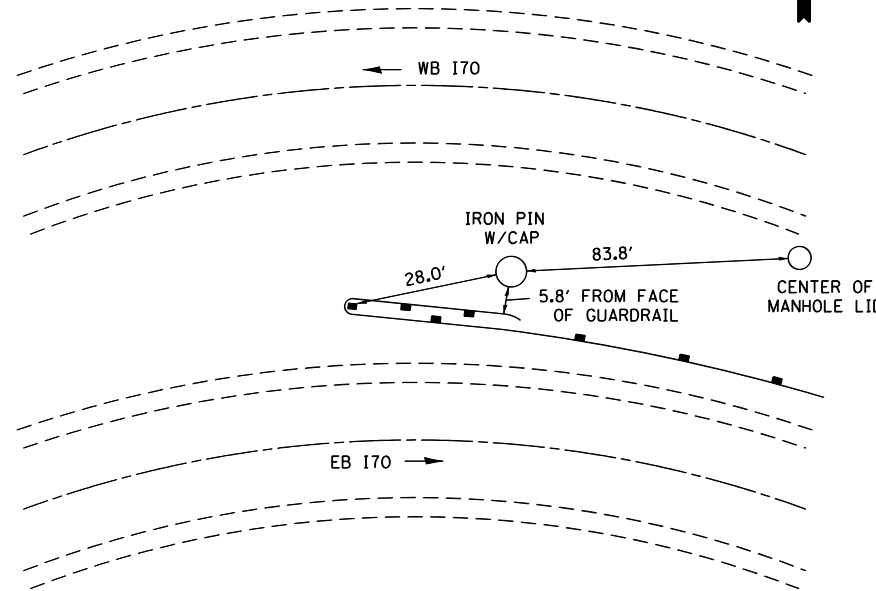 WB I70
IRON PIN
W/CAP
83.8'
28.0'
CENTER OF
MANHOLE LI
5.8' FROM FACE
OF GUARDRAIL
EB I70